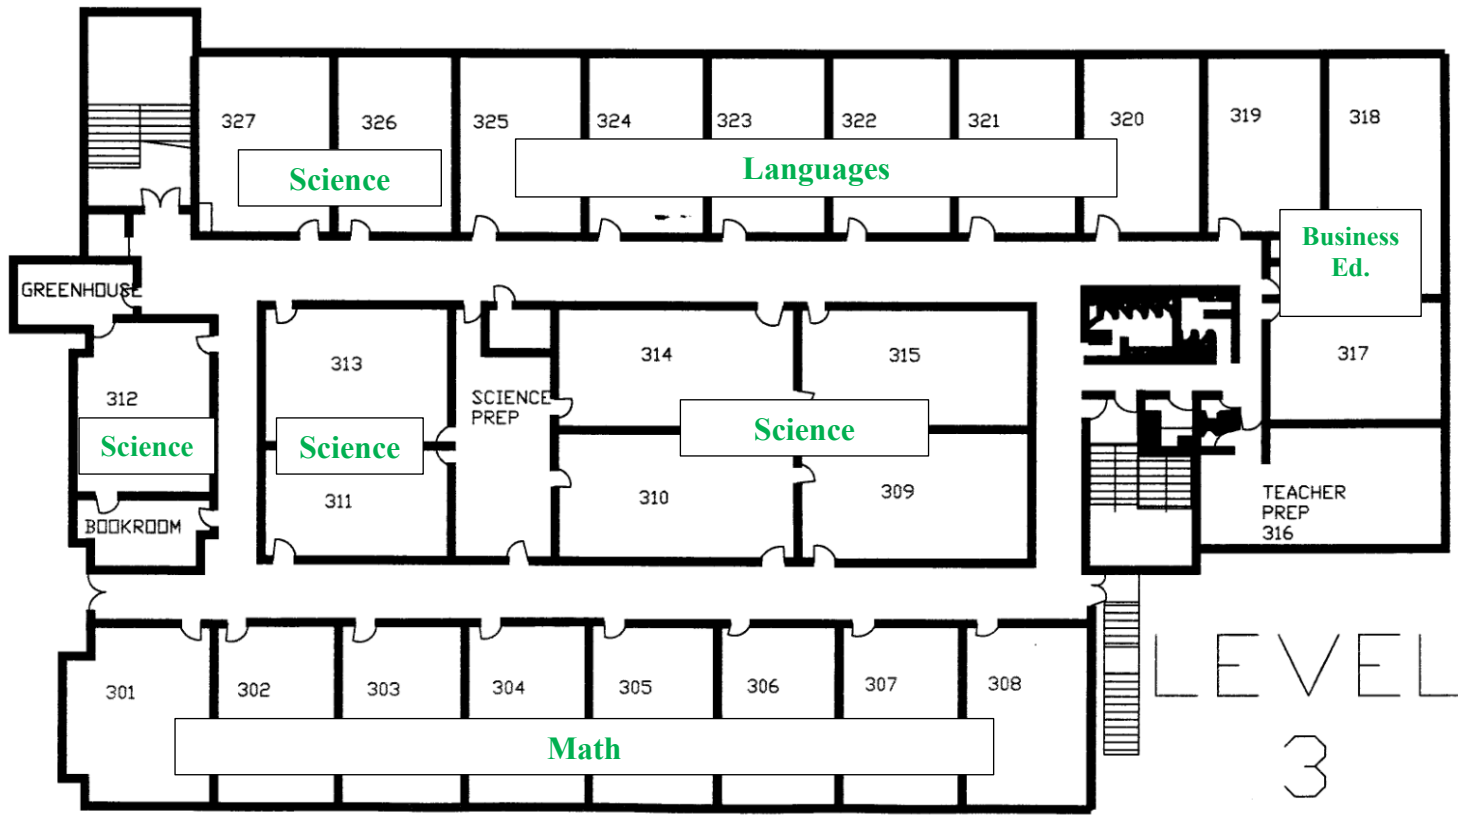 327
326
325
324
323
322
321
320
319
318
Science
Languages
Business
Ed.
GREENHOUSE
313
314
315
317
312
SCIENCE
PREP
Science
Science
Science
311
310
309
BOOKROOM
TEACHER
PREP
316
301
302
303
304
305
306
307
308
Math
LEVEL
3